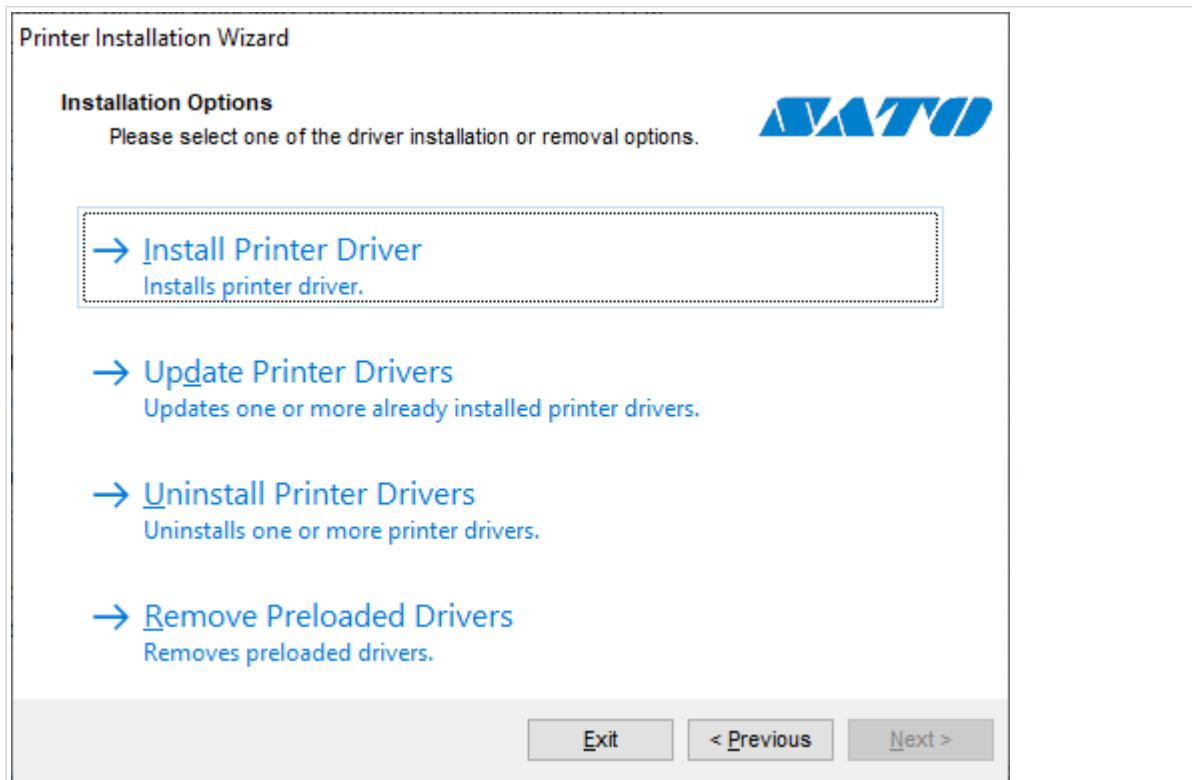 Printer Installation Wizard
Installation Options
Please select one of the driver installation or removal options.
SATO
Install Printer Driver
Installs printer driver.
Update Printer Drivers
Updates one or more already installed printer drivers.
Uninstall Printer Drivers
Uninstalls one or more printer drivers.
Remove Preloaded Drivers
Removes preloaded drivers.
Exit
< Previous
Next >